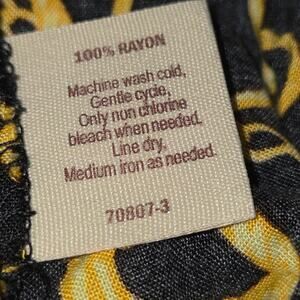 100% RAYON
Machine wash cold,
Gentle cycle,
Only non chlorine
bleach when needed.
Line dry,
Medium iron as needed.
70807-3